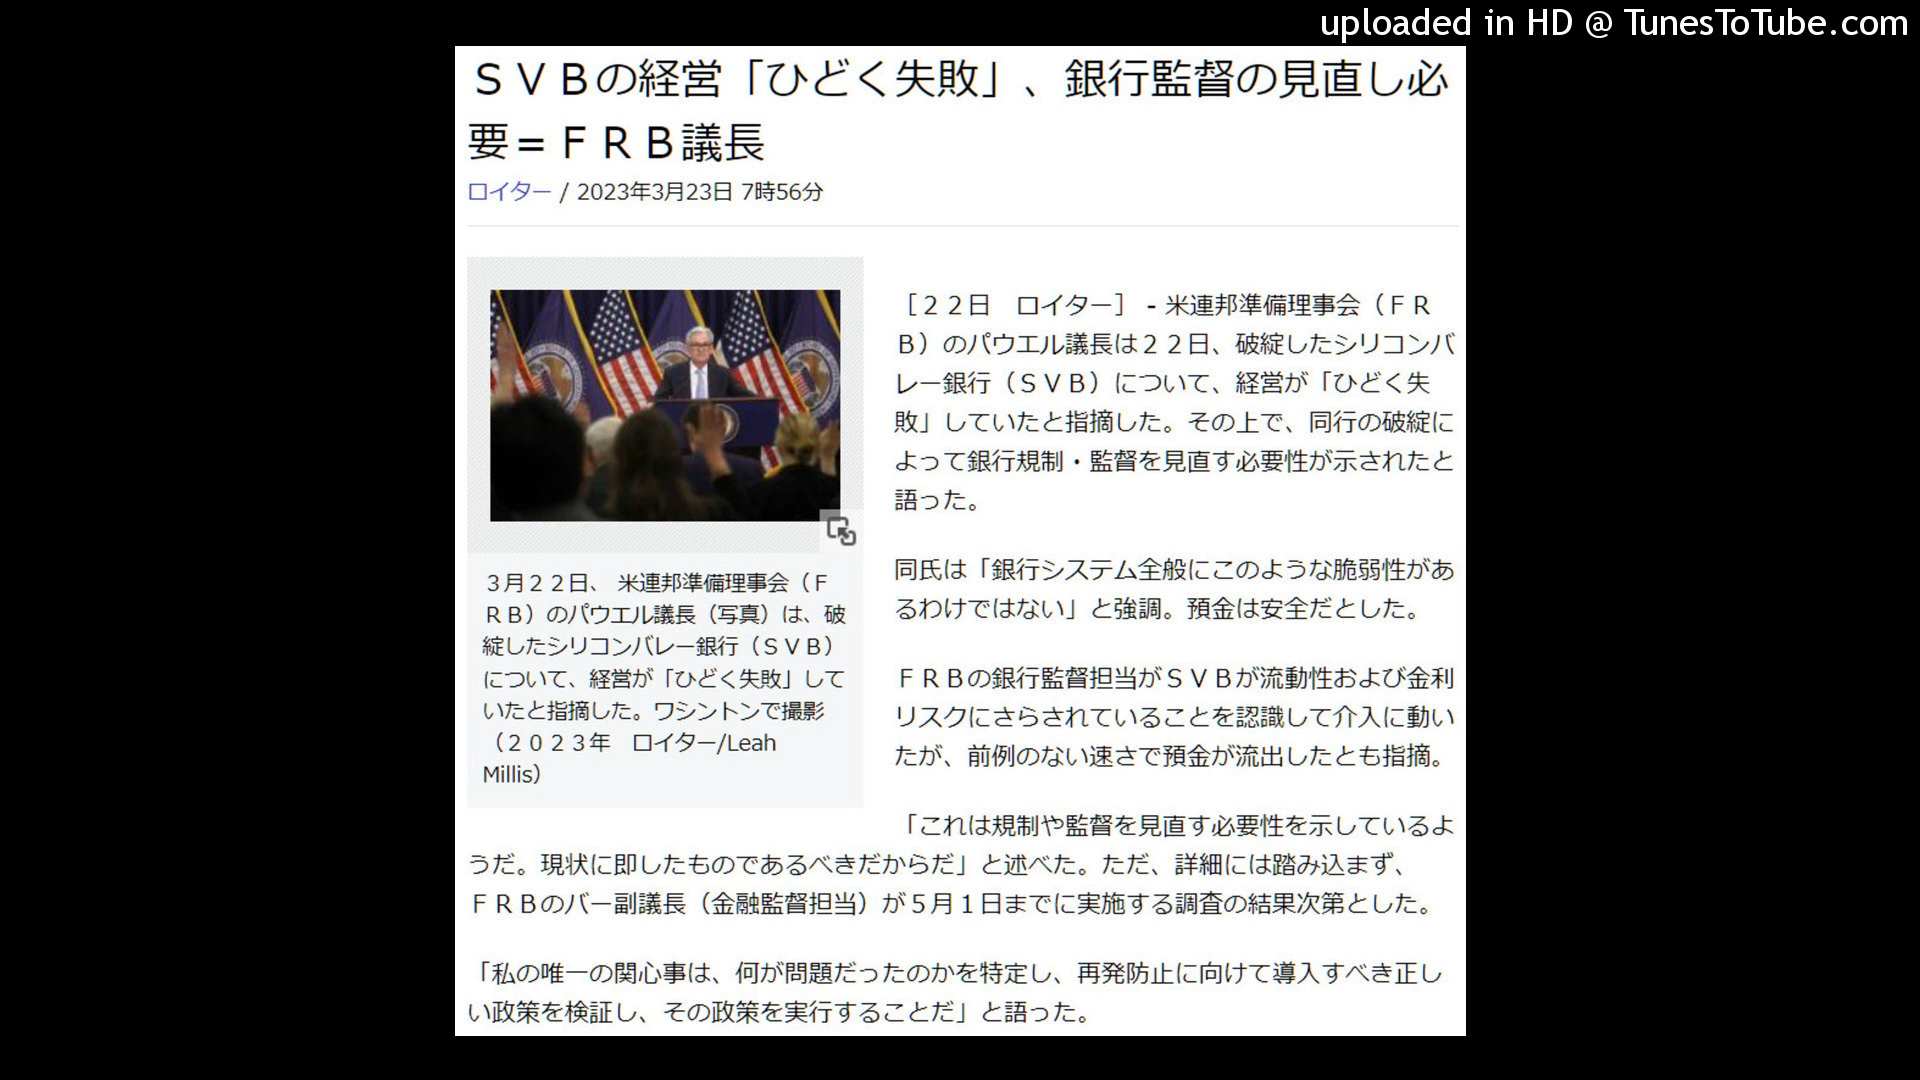 uploaded in HD @ TunesToTube.com
ＳＶＢの経営「ひどく失敗」、銀行監督の見直し必
要＝ＦＲＢ議長
ロイター / 2023年3月23日 7時56分
［２２日　ロイター］ - 米連邦準備理事会（ＦＲ
Ｂ）のパウエル議長は２２日、破綻したシリコンバ
レー銀行（ＳＶＢ）について、経営が「ひどく失
敗」していたと指摘した。その上で、同行の破綻に
よって銀行規制・監督を見直す必要性が示されたと
語った。
同氏は「銀行システム全般にこのような脆弱性があ
るわけではない」と強調。預金は安全だとした。
ＦＲＢの銀行監督担当がＳＶＢが流動性および金利
リスクにさらされていることを認識して介入に動い
たが、前例のない速さで預金が流出したとも指摘。
３月２２日、 米連邦準備理事会（Ｆ
ＲＢ）のパウエル議長（写真）は、破
綻したシリコンバレー銀行（ＳＶＢ）
について、経営が「ひどく失敗」して
いたと指摘した。ワシントンで撮影
（２０２３年　ロイター/Leah
Millis）
「これは規制や監督を見直す必要性を示しているよ
うだ。現状に即したものであるべきだからだ」と述べた。ただ、詳細には踏み込まず、
ＦＲＢのバー副議長（金融監督担当）が５月１日までに実施する調査の結果次第とした。
「私の唯一の関心事は、何が問題だったのかを特定し、再発防止に向けて導入すべき正し
い政策を検証し、その政策を実行することだ」と語った。